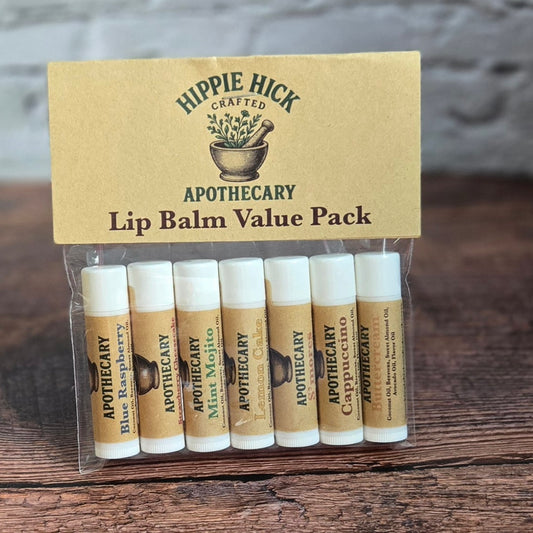 HIPPIE HICK
CRAFTED
APOTHECARY
Lip Balm Value Pack
APOTHECARY
Blue Raspberry
APOTHECARY
APOTHECARY
Mint Mojito
APOTHECARY
Lemon Cake
APOTHECARY
APOTHECARY
Cappuccino
APOTHECARY
Buttercream
Coconut Oil, Beeswax, Sweet Almond Oil,
Avocado Oil, Flavor Oil